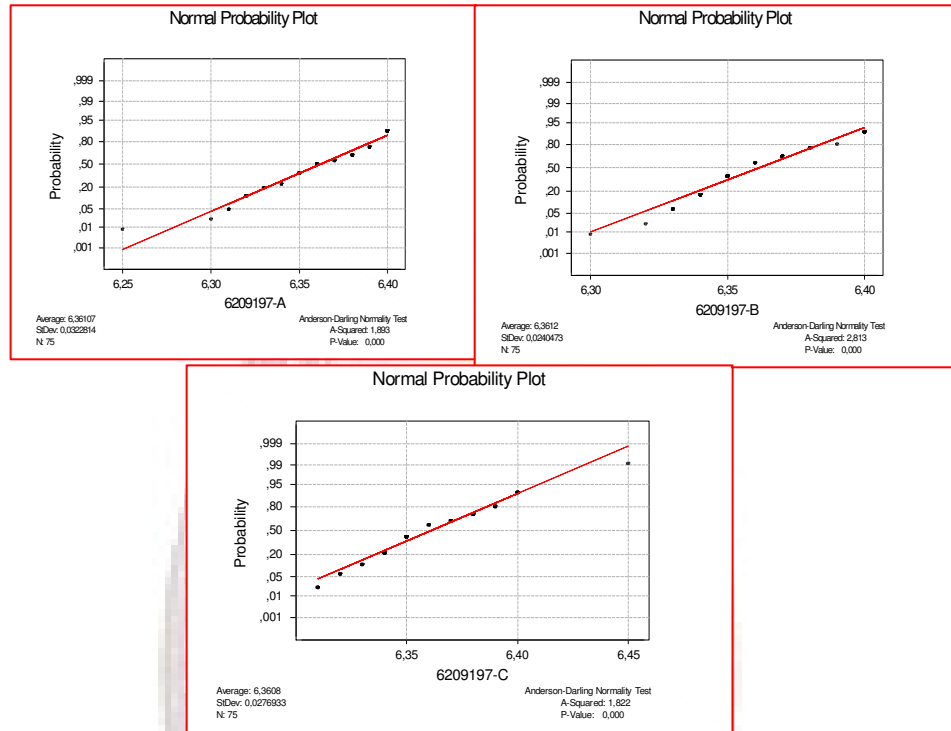 Normal Probability Plot
,999
,99
,95
,80
,50
,20
,05
,01
,001
Probability
6,25
6,30
6,35
6,40
6209197-A
Average: 6,36107
StDev: 0,0322814
N: 75
Anderson-Darling Normality Test
A-Squared: 1,893
P-Value: 0,000
Normal Probability Plot
,999
,99
,95
,80
,50
,20
,05
,01
,001
Probability
6,30
6,35
6,40
6209197-B
Average: 6,3612
StDev: 0,0240473
N: 75
Anderson-Darling Normality Test
A-Squared: 2,813
P-Value: 0,000
Normal Probability Plot
,999
,99
,95
,80
,50
,20
,05
,01
,001
Probability
6,35
6,40
6,45
6209197-C
Average: 6,3608
StDev: 0,0276933
N: 75
Anderson-Darling Normality Test
A-Squared: 1,822
P-Value: 0,000